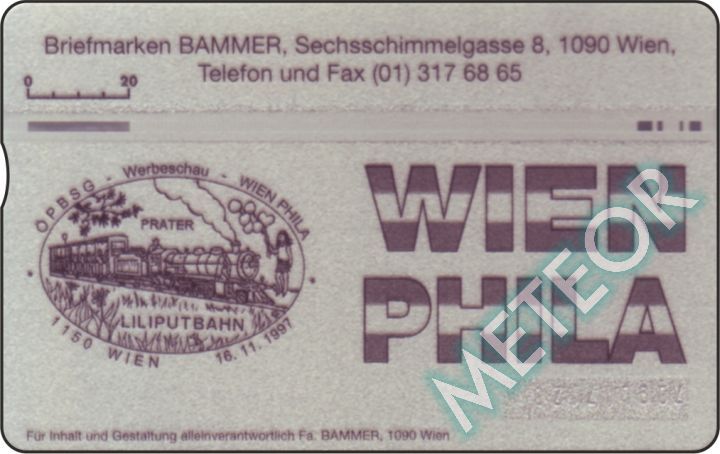 Briefmarken BAMMER, Sechsschimmelgasse 8, 1090 Wien,
Telefon und Fax (01) 317 68 65
0 20
ÖPBSG - Werbeschau - WIEN PHILA
PRATER
LILIPUTBAHN
1150 WIEN 16.11.1997
WIEN
PHILA
METEOR
Für Inhalt und Gestaltung alleinverantwortlich Fa. BAMMER, 1090 Wien